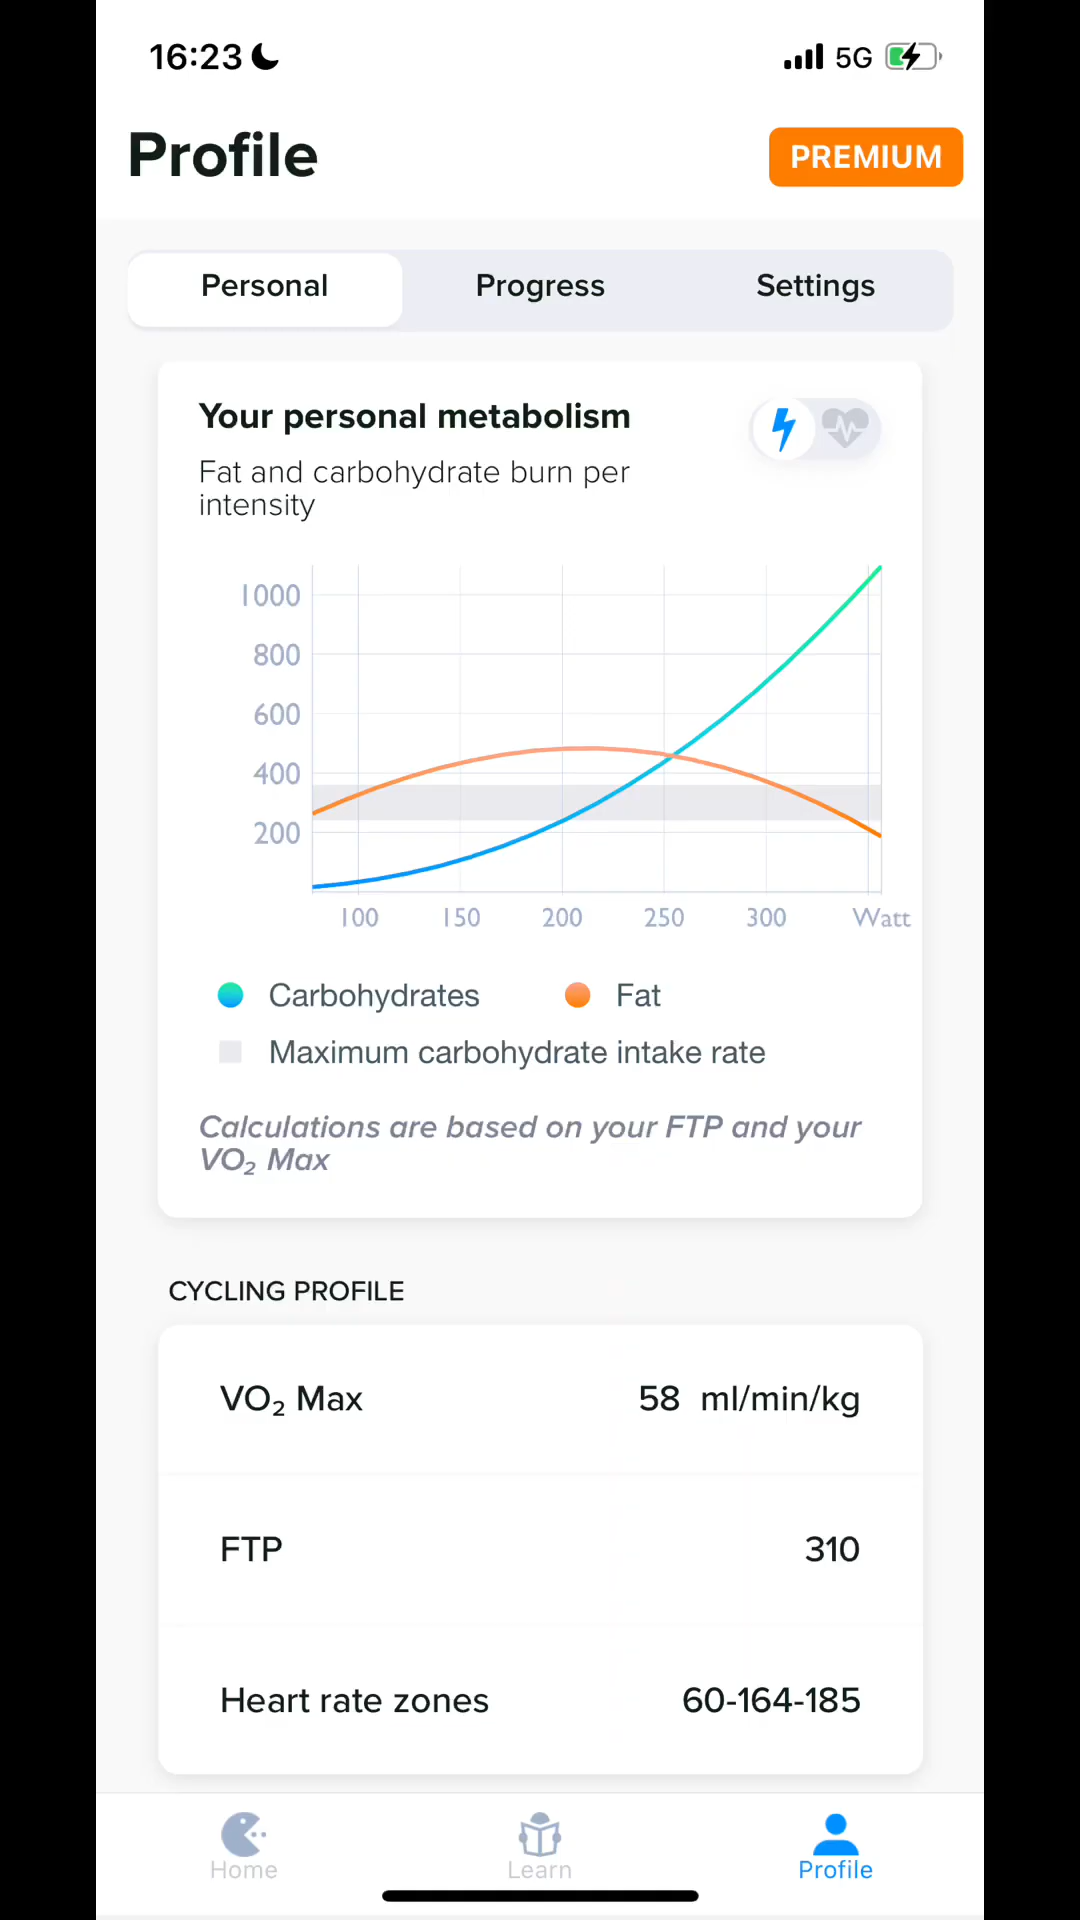 16:23
5G
Profile
PREMIUM
Personal
Progress
Settings
Your personal metabolism
Fat and carbohydrate burn per
intensity
1000
800
600
400
200
100 150 200 250 300 Watt
Carbohydrates
Fat
Maximum carbohydrate intake rate
Calculations are based on your FTP and your
VO₂ Max
CYCLING PROFILE
VO₂ Max
58 ml/min/kg
FTP
310
Heart rate zones
60-164-185
Home
Learn
Profile